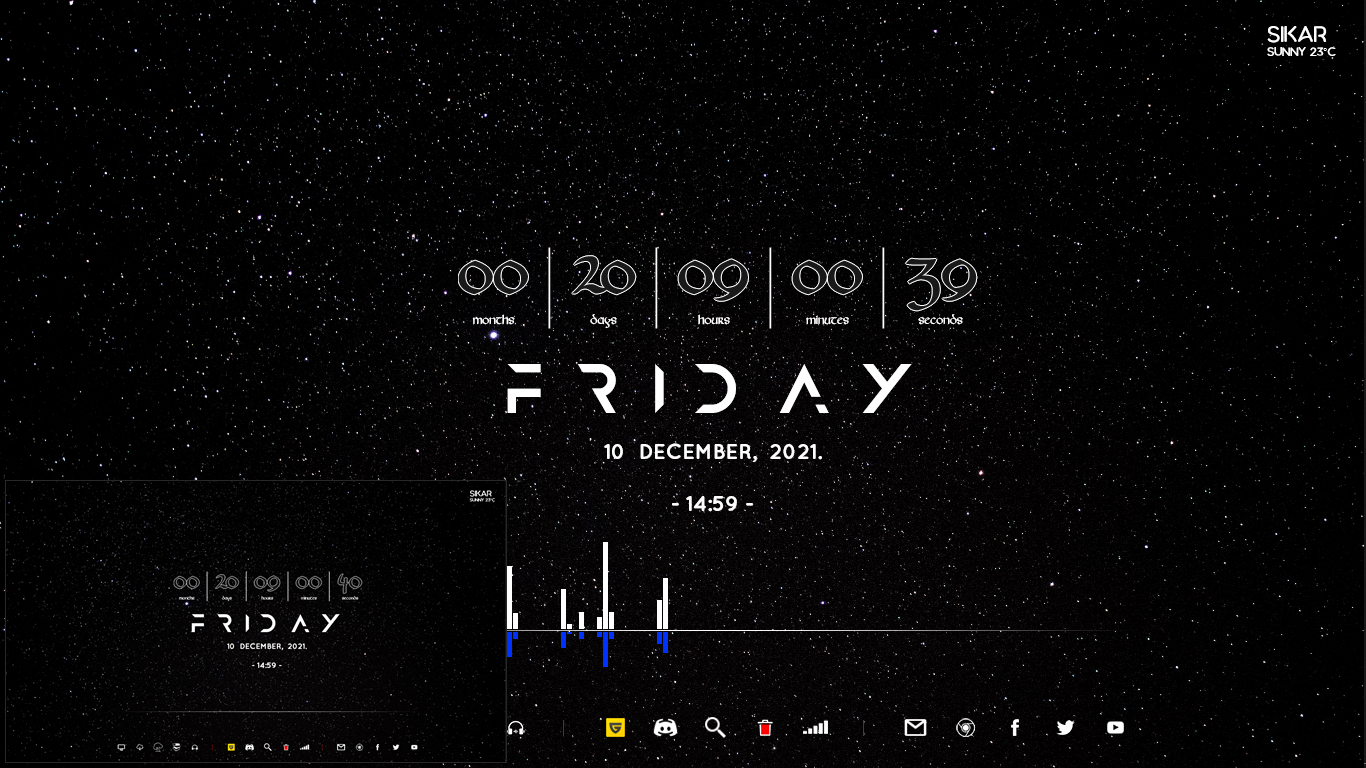 SIKAR
SUNNY 23°C
00 20 09 00 39
months days hours minutes seconds
FRIDAY
10 DECEMBER, 2021.
- 14:59 -
SIKAR
SUNNY 23°C
00 20 09 00 40
months days hours minutes seconds
FRIDAY
10 DECEMBER, 2021.
- 14:59 -